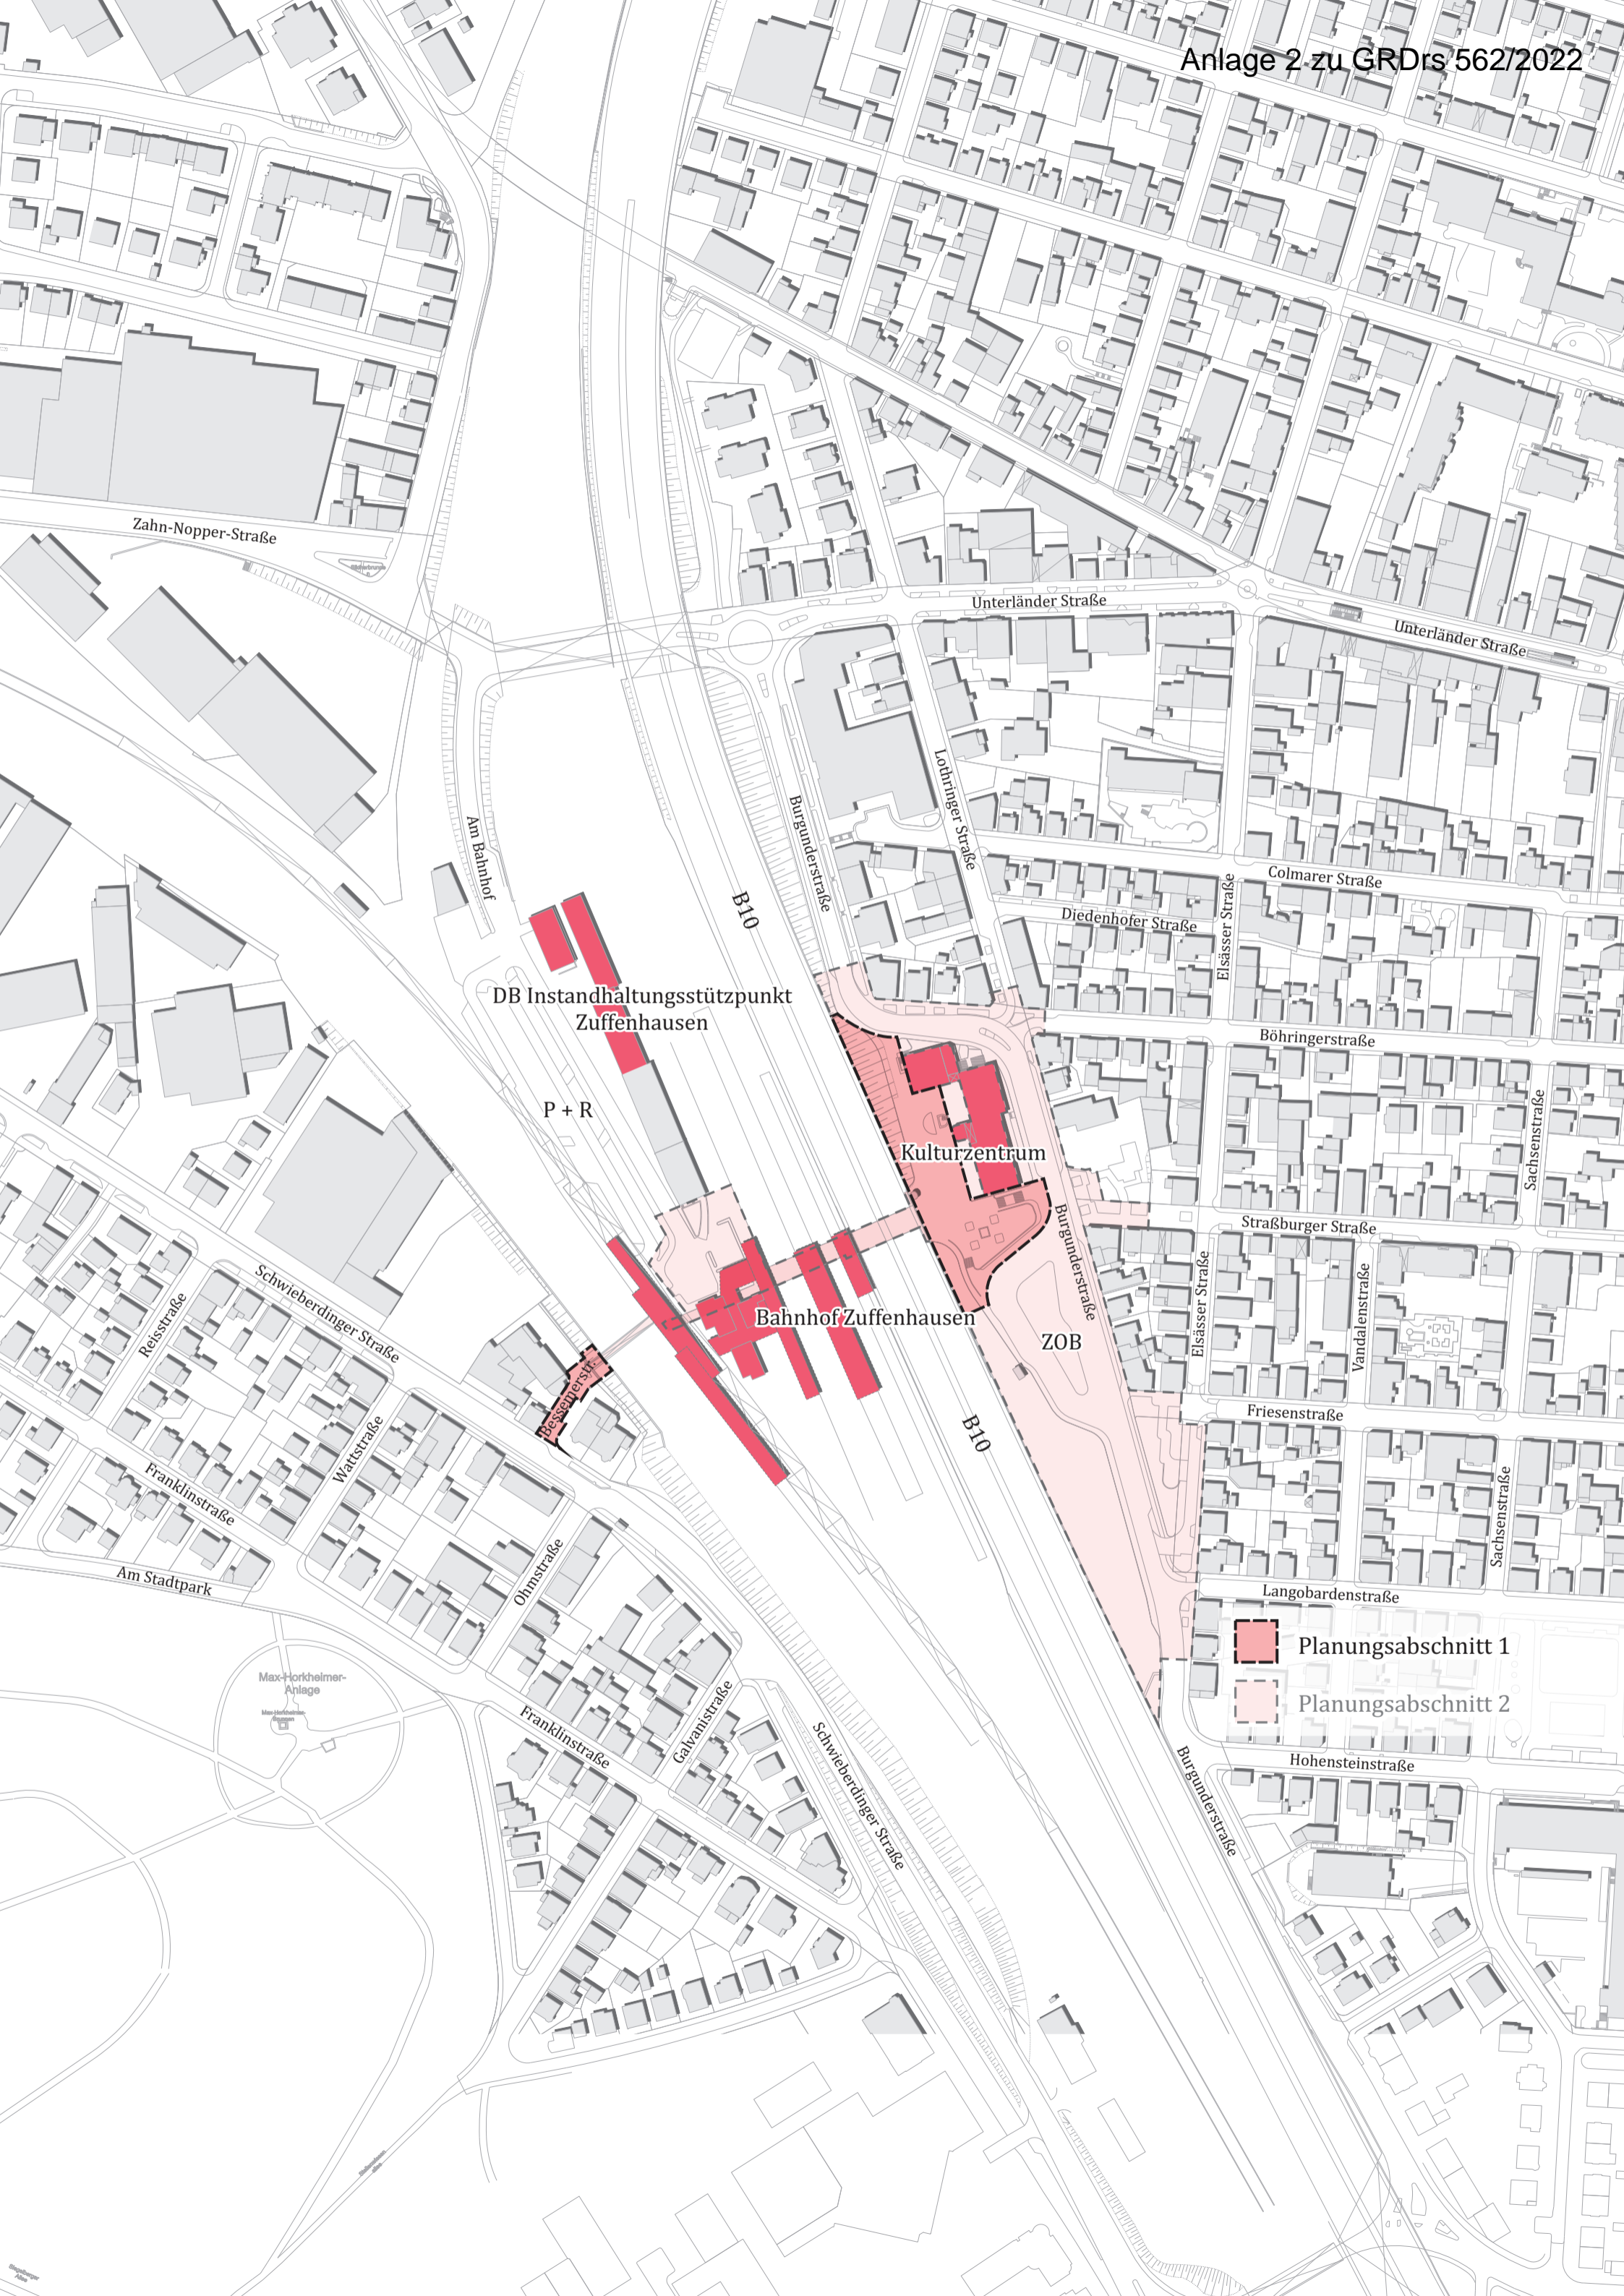 Anlage 2 zu GRDrs 562/2022
Zahn-Nopper-Straße
Unterländer Straße
Unterländer Straße
Lothringer Straße
Burgunderstraße
Am Bahnhof
B10
Colmarer Straße
Elsässer Straße
Diedenhofer Straße
DB Instandhaltungsstützpunkt
Zuffenhausen
Böhringerstraße
P + R
Sachsenstraße
Kulturzentrum
Burgunderstraße
Straßburger Straße
Schwieberdinger Straße
Reisstraße
Elsässer Straße
Vandalenstraße
Bahnhof Zuffenhausen
ZOB
Bessemerstr.
B10
Friesenstraße
Wattstraße
Franklinstraße
Sachsenstraße
Ohmstraße
Am Stadtpark
Langobardenstraße
Planungsabschnitt 1
Max-Horkheimer-
Anlage
Max-Horkheimer-
Brunnen
Planungsabschnitt 2
Galvanistraße
Franklinstraße
Schwieberdinger Straße
Burgunderstraße
Hohensteinstraße